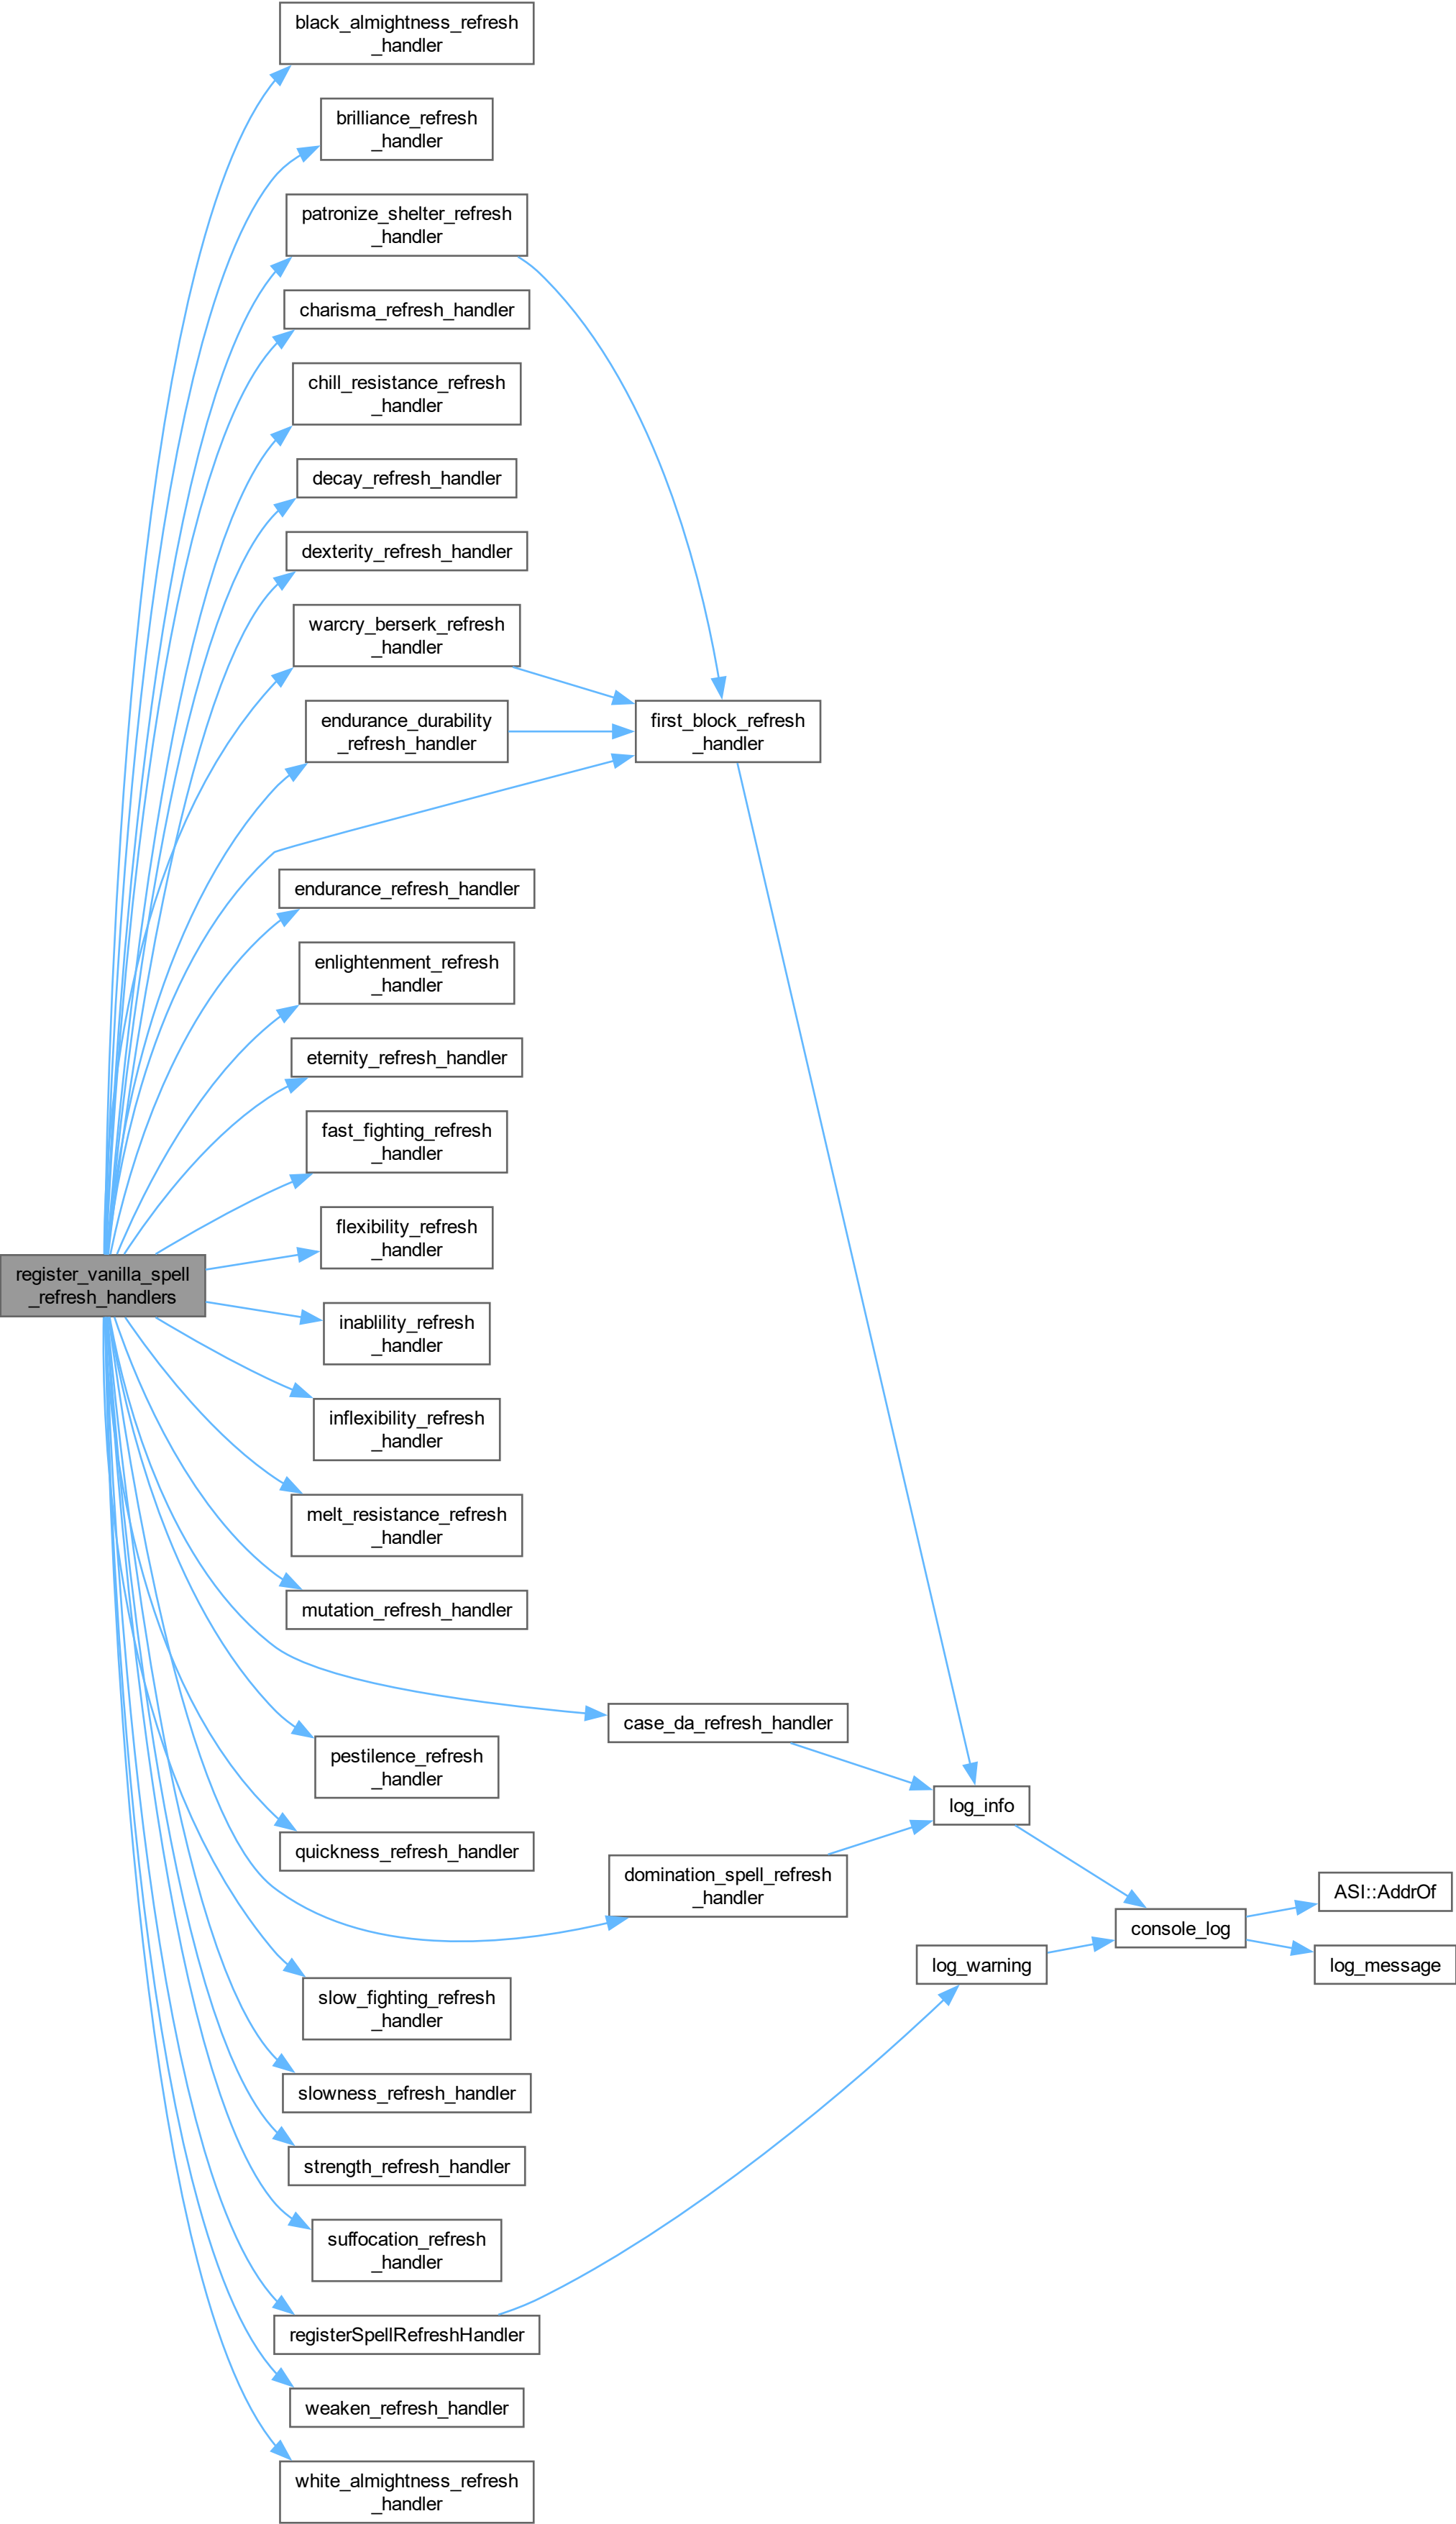 black_almightness_refresh
_handler
brilliance_refresh
_handler
patronize_shelter_refresh
_handler
charisma_refresh_handler
chill_resistance_refresh
_handler
decay_refresh_handler
dexterity_refresh_handler
warcry_berserk_refresh
_handler
endurance_durability
_refresh_handler
first_block_refresh
_handler
endurance_refresh_handler
enlightenment_refresh
_handler
eternity_refresh_handler
fast_fighting_refresh
_handler
flexibility_refresh
_handler
register_vanilla_spell
_refresh_handlers
inablility_refresh
_handler
inflexibility_refresh
_handler
melt_resistance_refresh
_handler
mutation_refresh_handler
case_da_refresh_handler
pestilence_refresh
_handler
log_info
quickness_refresh_handler
domination_spell_refresh
_handler
ASI::AddrOf
console_log
log_warning
log_message
slow_fighting_refresh
_handler
slowness_refresh_handler
strength_refresh_handler
suffocation_refresh
_handler
registerSpellRefreshHandler
weaken_refresh_handler
white_almightness_refresh
_handler